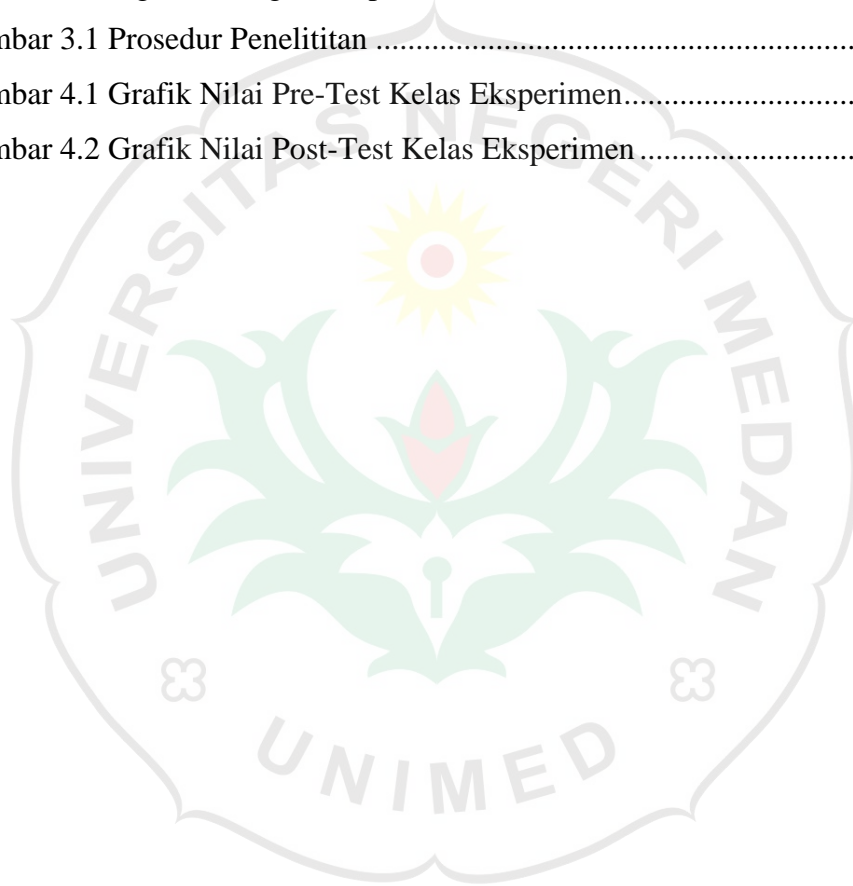 mbar 3.1 Prosedur Penelititan ............................................................
mbar 4.1 Grafik Nilai Pre-Test Kelas Eksperimen.............................
mbar 4.2 Grafik Nilai Post-Test Kelas Eksperimen ...........................
UNIVERSITAS NEGERI MEDAN
UNIMED